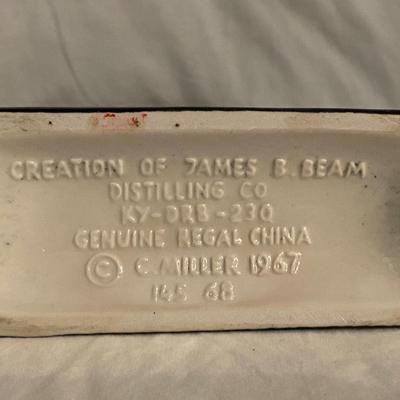 CREATION OF JAMES B. BEAM
DISTILLING CO
KY-DRB-230
GENUINE REGAL CHINA
© C. MILLER 1967
145 68